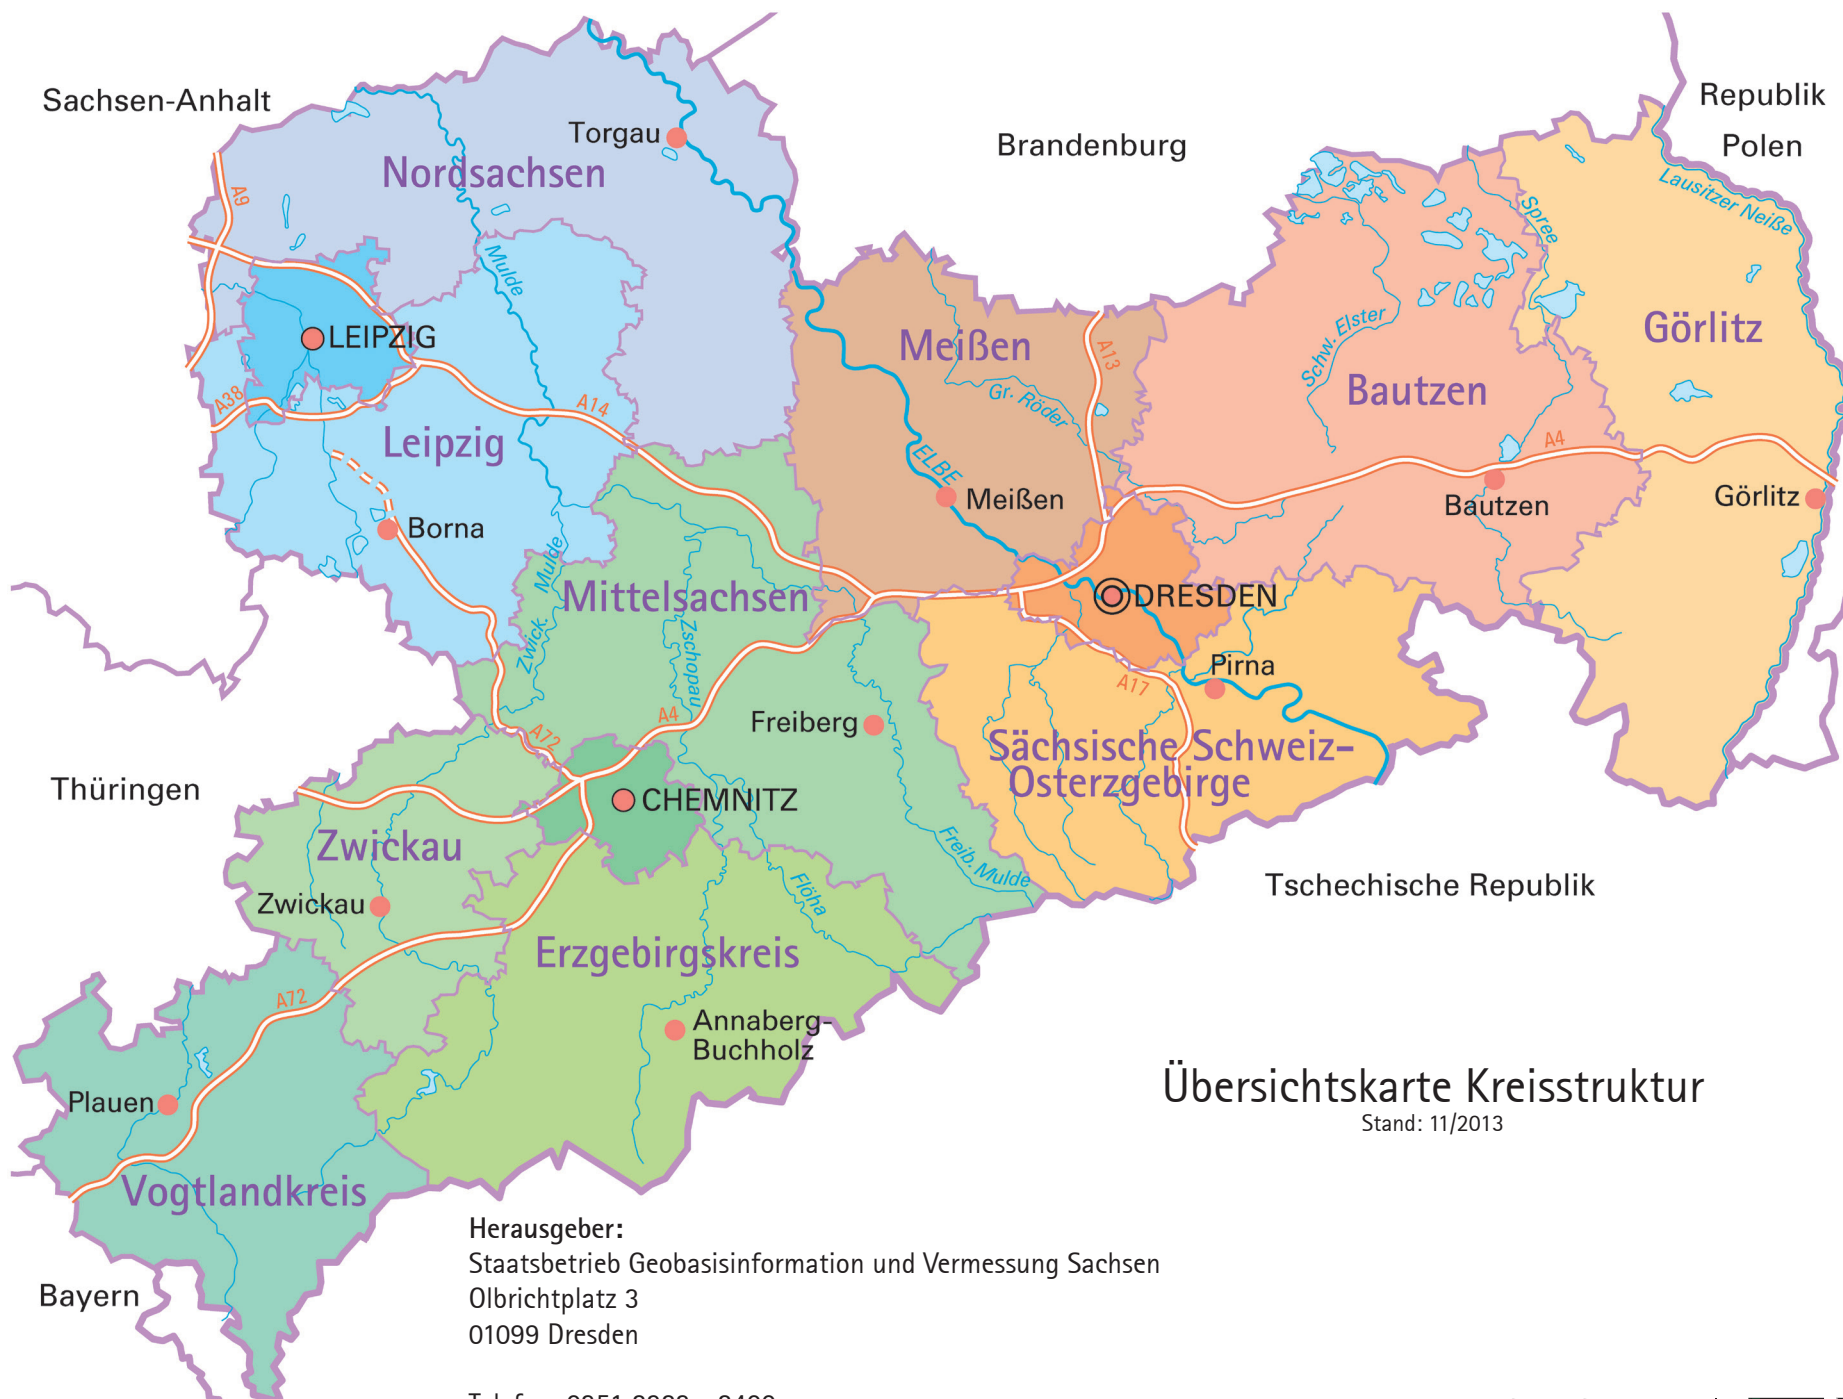 Sachsen-Anhalt
Republik
Polen
Brandenburg
Torgau
Nordsachsen
A9
Lausitzer Neiße
Spree
Mulde
LEIPZIG
Meißen
A13
Schw. Elster
Görlitz
Bautzen
Gr. Röder
A38
A14
Leipzig
ELBE
A4
Meißen
Bautzen
Görlitz
Borna
Zwick. Mulde
Mittelsachsen
DRESDEN
Zschopau
Pirna
A17
A72
A4
Freiberg
Sächsische Schweiz-
Osterzgebirge
Thüringen
CHEMNITZ
Zwickau
Freib. Mulde
Flöha
Tschechische Republik
Zwickau
Erzgebirgskreis
A72
Annaberg-
Buchholz
Plauen
Übersichtskarte Kreisstruktur
Stand: 11/2013
Vogtlandkreis
Bayern
Herausgeber:
Staatsbetrieb Geobasisinformation und Vermessung Sachsen
Olbrichtplatz 3
01099 Dresden